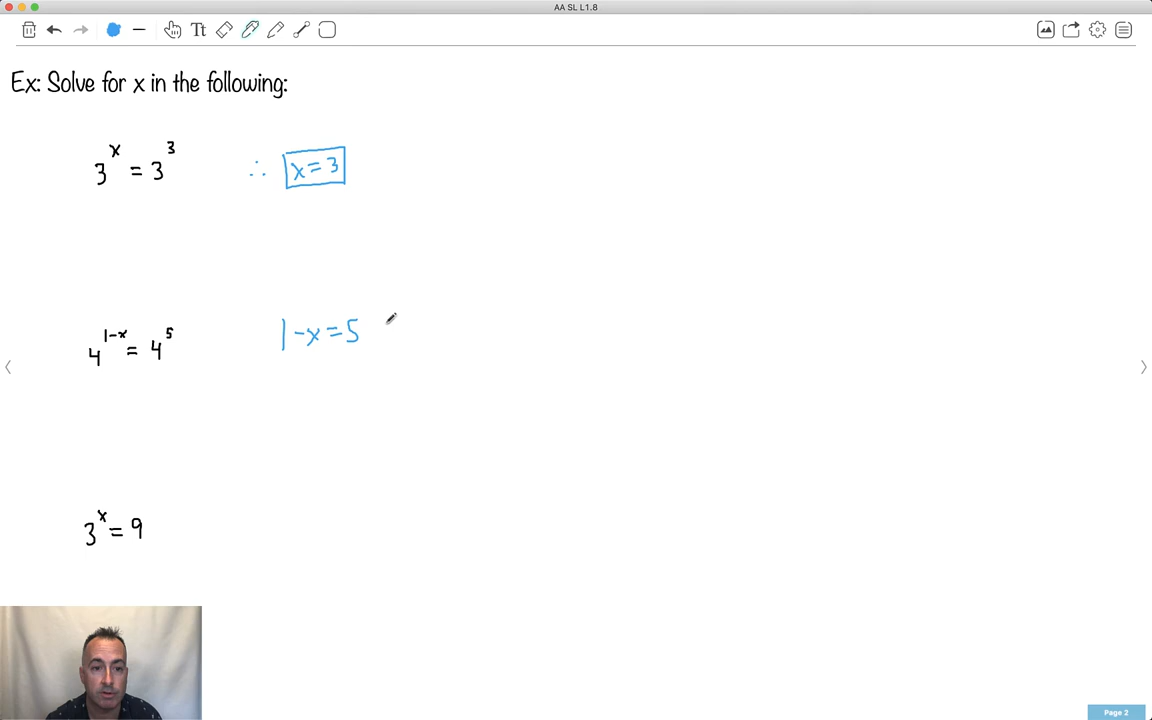 AA SL L1.8
Tt
Ex: Solve for x in the following:
3^x = 3^3 ∴ x = 3
4^(1-x) = 4^5 1-x=5
3^x = 9
Page 2